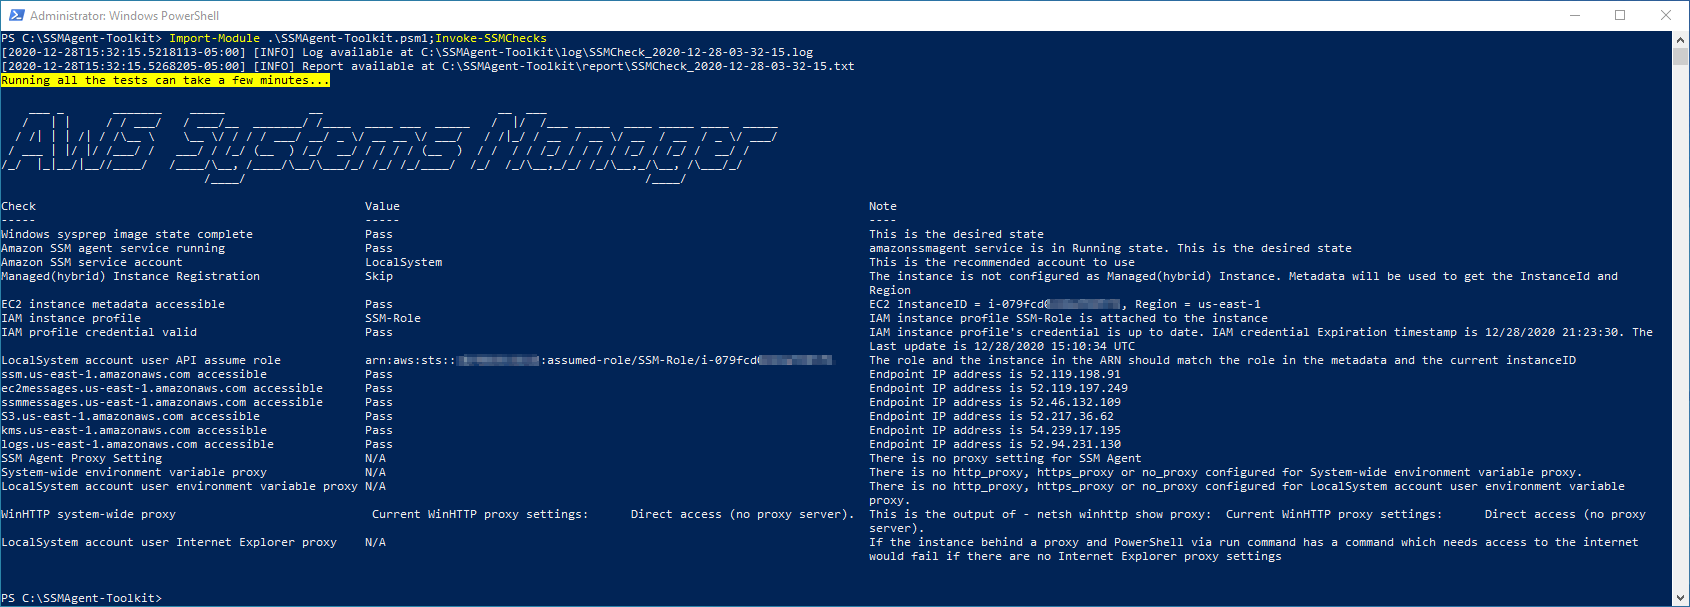 Administrator: Windows PowerShell
PS C:\SSMAgent-Toolkit> Import-Module .\SSMAgent-Toolkit.psm1;Invoke-SSMChecks
[2020-12-28T15:32:15.5218113-05:00] [INFO] Log available at C:\SSMAgent-Toolkit\log\SSMCheck_2020-12-28-03-32-15.log
[2020-12-28T15:32:15.5268205-05:00] [INFO] Report available at C:\SSMAgent-Toolkit\report\SSMCheck_2020-12-28-03-32-15.txt
Running all the tests can take a few minutes...
AWS Systems Manager
Check Value Note
----- ----- ----
Windows sysprep image state complete Pass This is the desired state
Amazon SSM agent service running Pass amazonssmagent service is in Running state. This is the desired state
Amazon SSM service account LocalSystem This is the recommended account to use
Managed(hybrid) Instance Registration Skip The instance is not configured as Managed(hybrid) Instance. Metadata will be used to get the InstanceId and
Region
EC2 instance metadata accessible Pass EC2 InstanceID = i-079fcd , Region = us-east-1
IAM instance profile SSM-Role IAM instance profile SSM-Role is attached to the instance
IAM profile credential valid Pass IAM instance profile's credential is up to date. IAM credential Expiration timestamp is 12/28/2020 21:23:30. The
Last update is 12/28/2020 15:10:34 UTC
LocalSystem account user API assume role arn:aws:sts:: :assumed-role/SSM-Role/i-079fcd The role and the instance in the ARN should match the role in the metadata and the current instanceID
ssm.us-east-1.amazonaws.com accessible Pass Endpoint IP address is 52.119.198.91
ec2messages.us-east-1.amazonaws.com accessible Pass Endpoint IP address is 52.119.197.249
ssmmessages.us-east-1.amazonaws.com accessible Pass Endpoint IP address is 52.46.132.109
S3.us-east-1.amazonaws.com accessible Pass Endpoint IP address is 52.217.36.62
kms.us-east-1.amazonaws.com accessible Pass Endpoint IP address is 54.239.17.195
logs.us-east-1.amazonaws.com accessible Pass Endpoint IP address is 52.94.231.130
SSM Agent Proxy Setting N/A There is no proxy setting for SSM Agent
System-wide environment variable proxy N/A There is no http_proxy, https_proxy or no_proxy configured for System-wide environment variable proxy.
LocalSystem account user environment variable proxy N/A There is no http_proxy, https_proxy or no_proxy configured for LocalSystem account user environment variable
proxy.
WinHTTP system-wide proxy Current WinHTTP proxy settings: Direct access (no proxy server). This is the output of - netsh winhttp show proxy: Current WinHTTP proxy settings: Direct access (no proxy
server).
LocalSystem account user Internet Explorer proxy N/A If the instance behind a proxy and PowerShell via run command has a command which needs access to the internet
would fail if there are no Internet Explorer proxy settings
PS C:\SSMAgent-Toolkit>